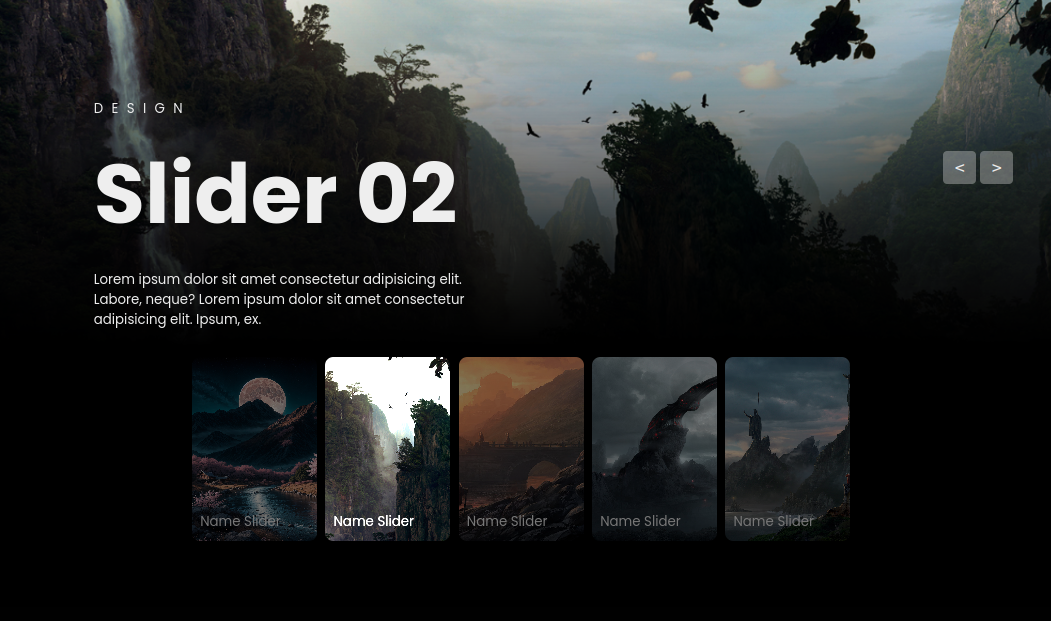 DESIGN
Slider 02
< >
Lorem ipsum dolor sit amet consectetur adipisicing elit.
Labore, neque? Lorem ipsum dolor sit amet consectetur
adipisicing elit. Ipsum, ex.
Name Slider Name Slider Name Slider Name Slider Name Slider